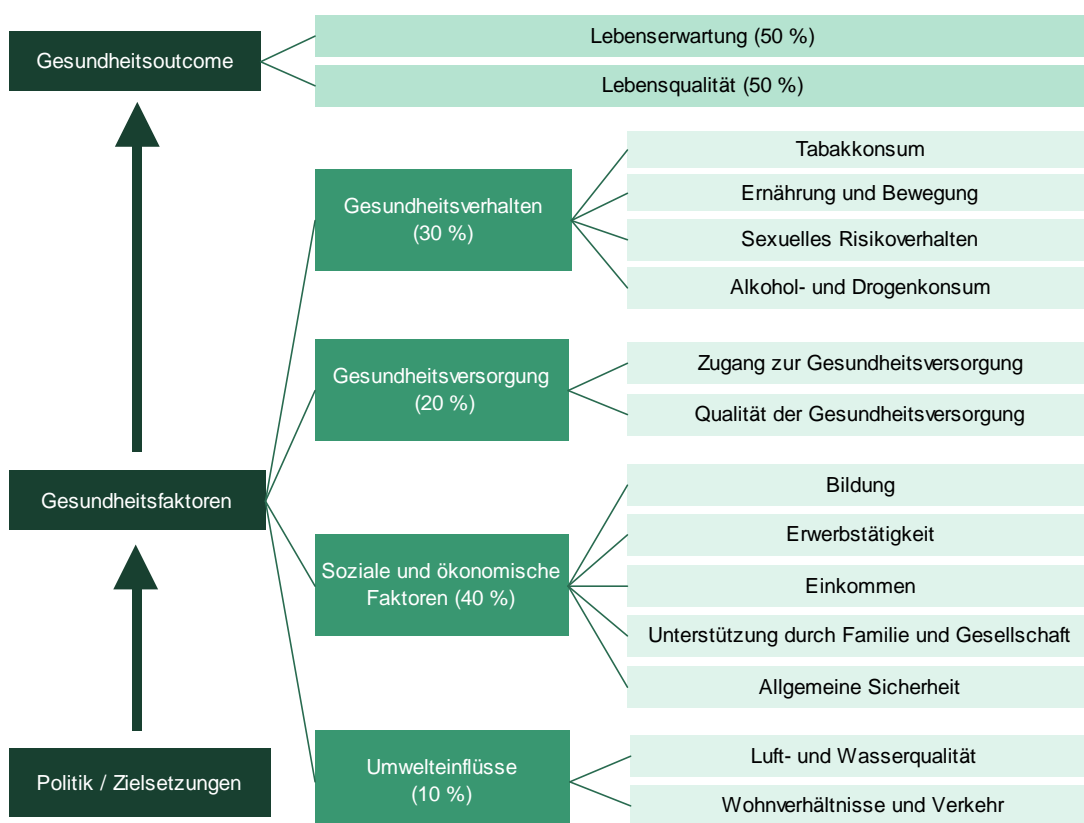 Gesundheitsoutcome
Lebenserwartung (50 %)
Lebensqualität (50 %)
Gesundheitsfaktoren
Gesundheitsverhalten
(30 %)
Tabakkonsum
Ernährung und Bewegung
Sexuelles Risikoverhalten
Alkohol- und Drogenkonsum
Gesundheitsversorgung
(20 %)
Zugang zur Gesundheitsversorgung
Qualität der Gesundheitsversorgung
Soziale und ökonomische
Faktoren (40 %)
Bildung
Erwerbstätigkeit
Einkommen
Unterstützung durch Familie und Gesellschaft
Allgemeine Sicherheit
Umwelteinflüsse
(10 %)
Luft- und Wasserqualität
Wohnverhältnisse und Verkehr
Politik / Zielsetzungen